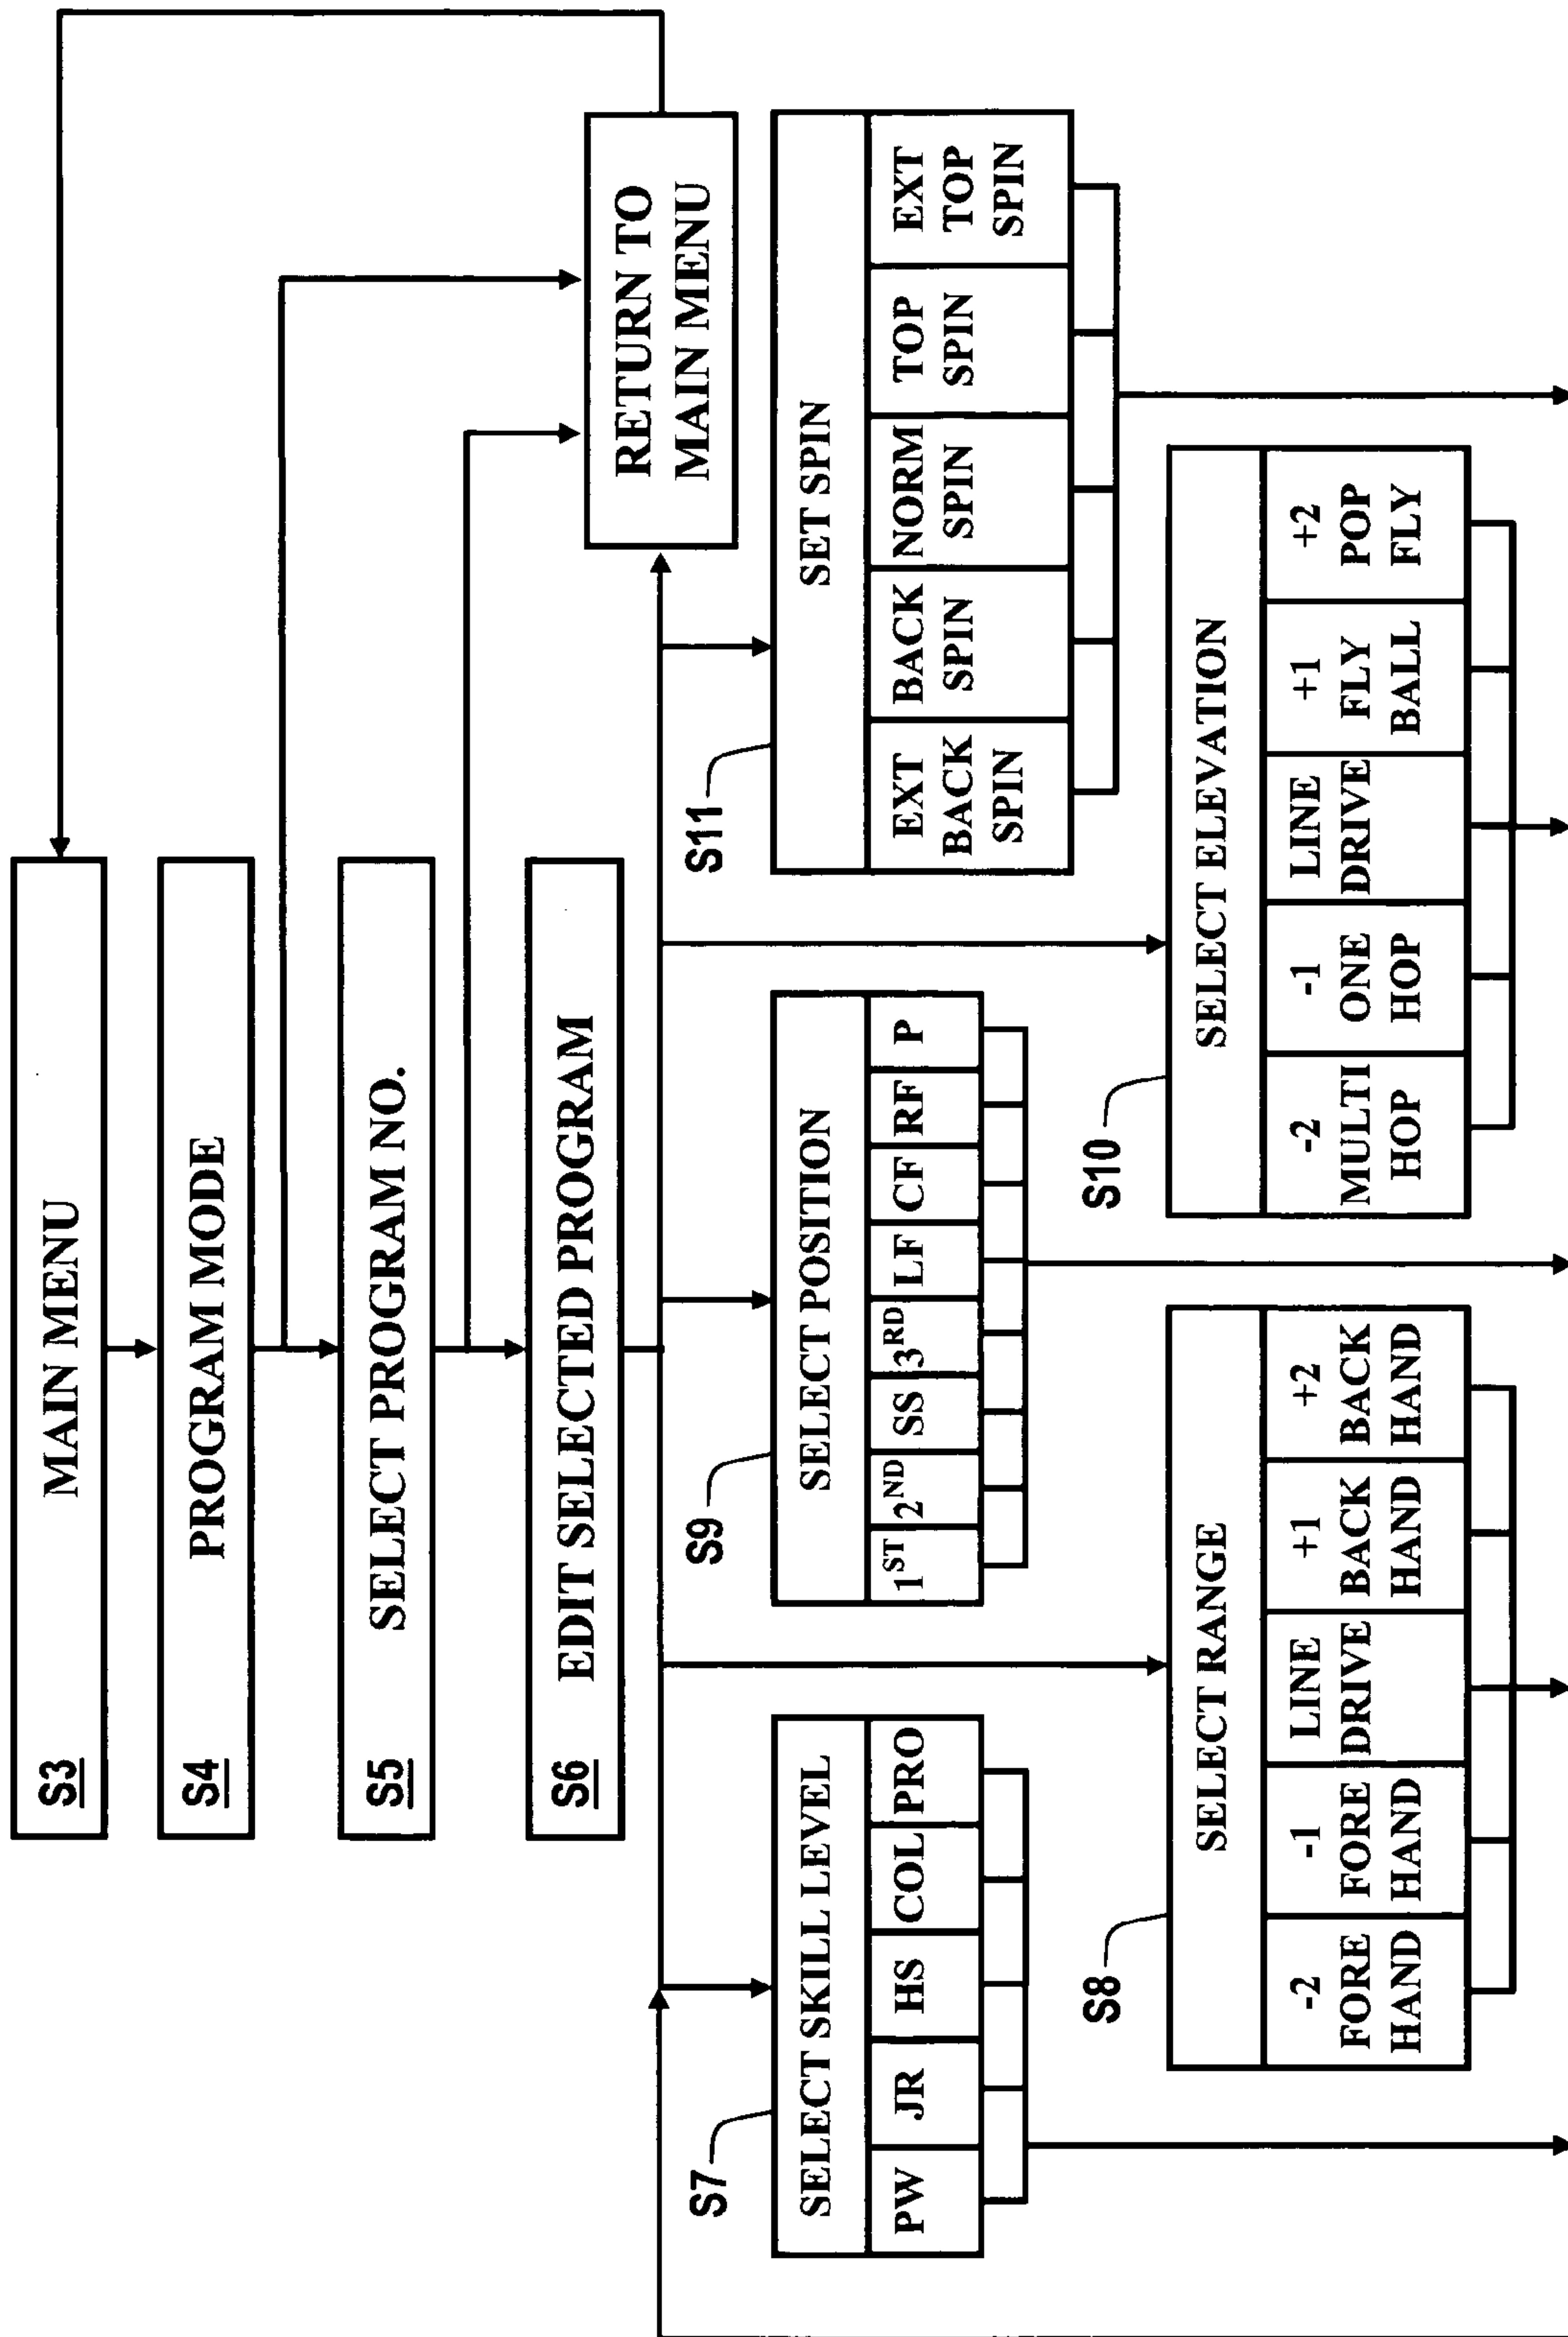 S3 MAIN MENU
S4 PROGRAM MODE
S5 SELECT PROGRAM NO.
S6 EDIT SELECTED PROGRAM
RETURN TO
MAIN MENU
S7
SELECT SKILL LEVEL
PW JR HS COL PRO
S9
SELECT POSITION
1ST 2ND SS 3RD LF CF RF P
S11
SET SPIN
EXT
BACK
SPIN
BACK
SPIN
NORM
SPIN
TOP
SPIN
EXT
TOP
SPIN
S8
SELECT RANGE
-2
FORE
HAND
-1
FORE
HAND
LINE
DRIVE
+1
BACK
HAND
+2
BACK
HAND
S10
SELECT ELEVATION
-2
MULTI
HOP
-1
ONE
HOP
LINE
DRIVE
+1
FLY
BALL
+2
POP
FLY